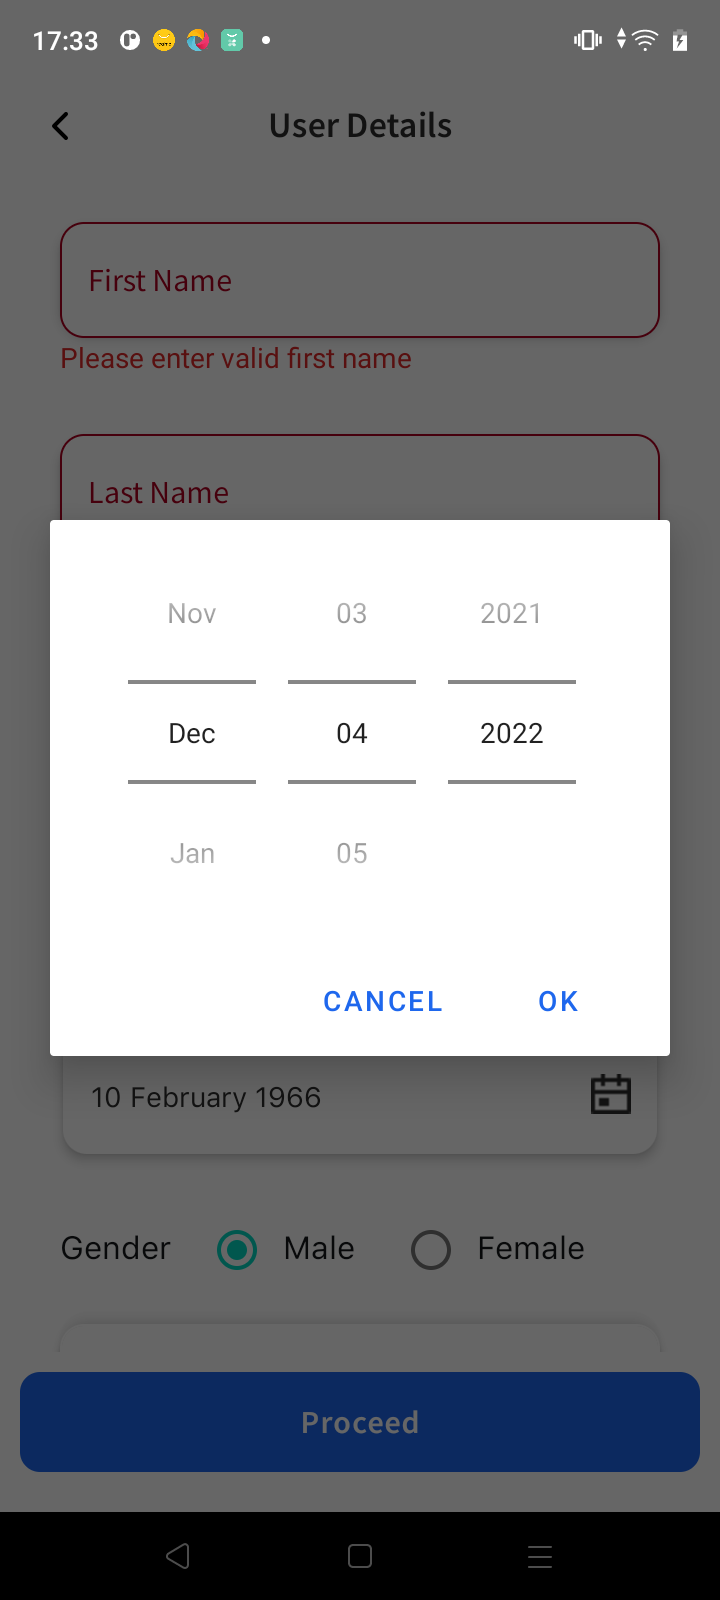 17:33
User Details
First Name
Please enter valid first name
Last Name
Nov 03 2021
Dec 04 2022
Jan 05
CANCEL OK
10 February 1966
Gender Male Female
Proceed